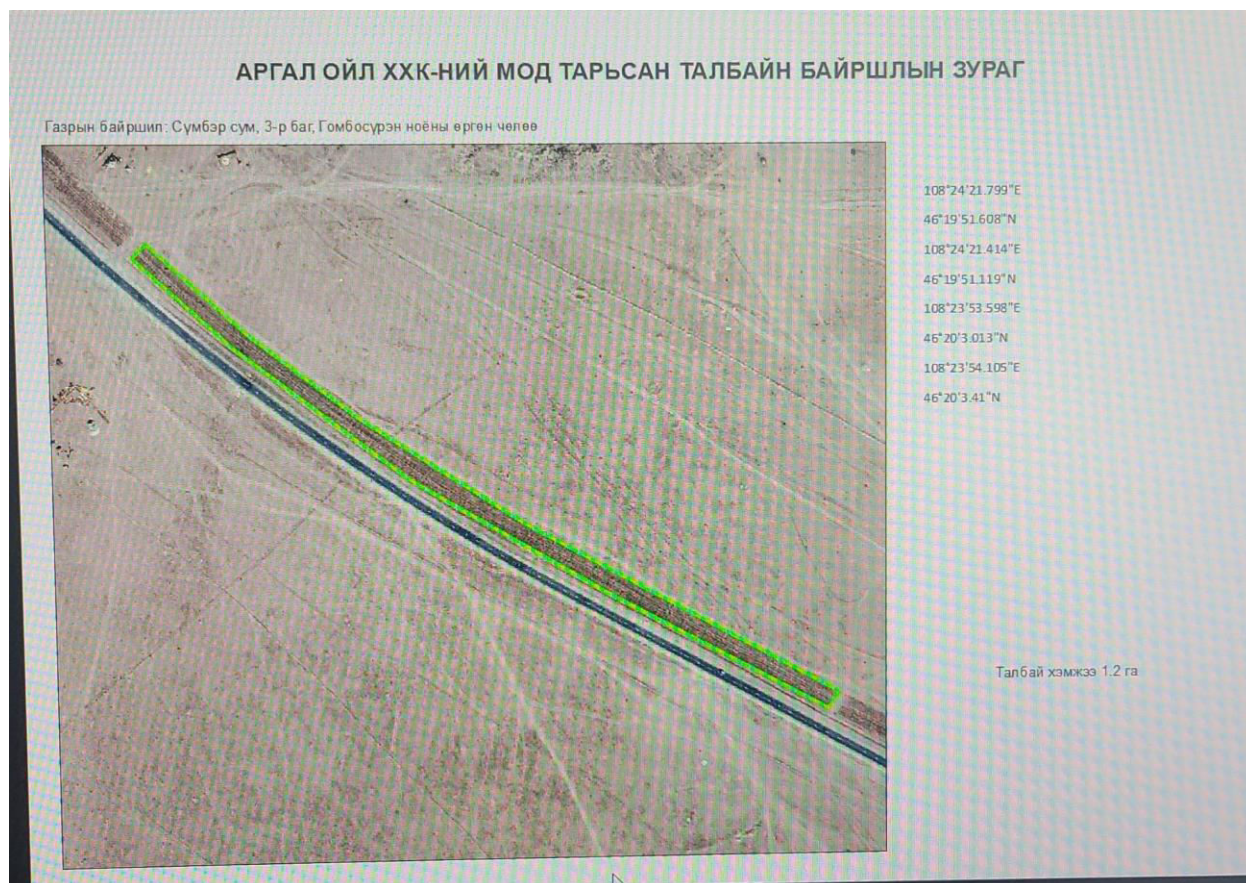 АРГАЛ ОЙЛ ХХК-НИЙ МОД ТАРЬСАН ТАЛБАЙН БАЙРШЛЫН ЗУРАГ
Газрын байршил: Сүмбэр сум, 3-р баг, Гомбосүрэн ноёны өргөн чөлөө
108°24'21.799"E
46°19'51.608"N
108°24'21.414"E
46°19'51.119"N
108°23'53.598"E
46°20'3.013"N
108°23'54.105"E
46°20'3.41"N
Талбай хэмжээ 1.2 га